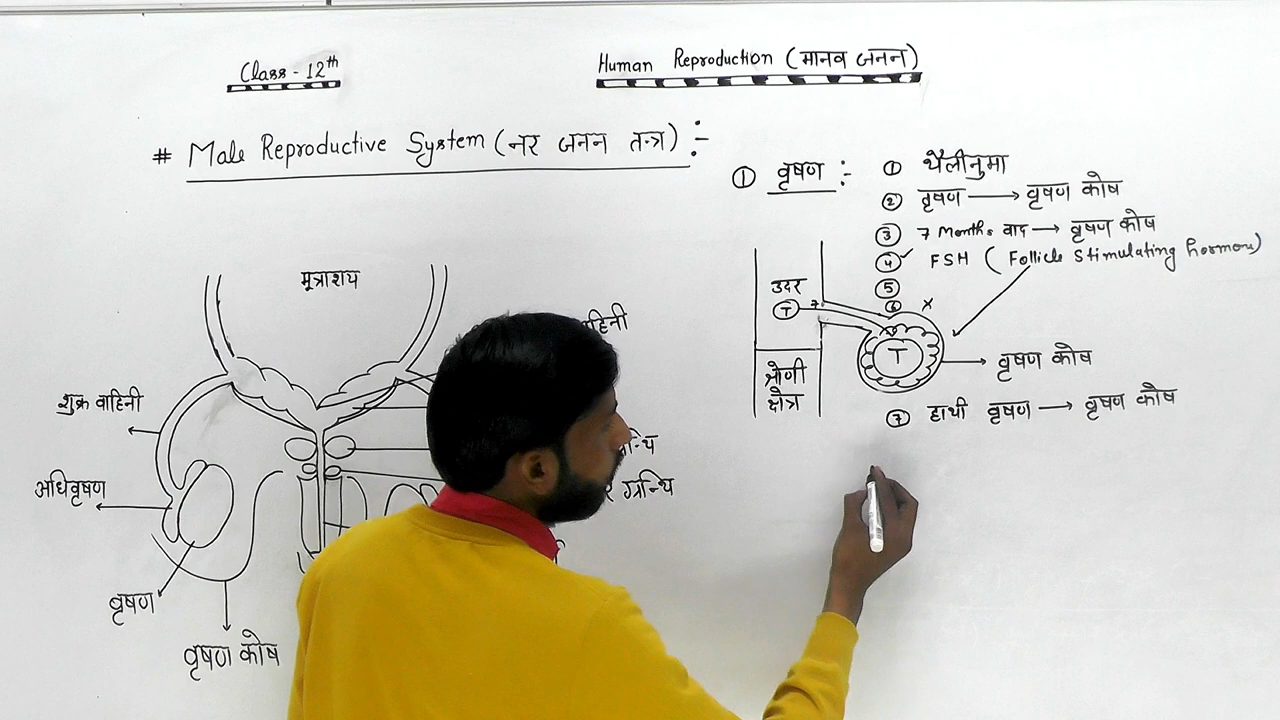 Class - 12th
Human Reproduction (मानव जनन)
# Male Reproductive System (नर जनन तन्त्र) :-
① वृषण :-
① थैलीनुमा
② वृषण → वृषण कोष
③ 7 Months बाद → वृषण कोष
④ FSH ( Follicle Stimulating hormone)
⑤
⑥ x
उदर
T
T
→ वृषण कोष
श्रोणी
क्षेत्र
⑦ हाथी वृषण → वृषण कोष
मूत्राशय
वाहिनी
शुक्र वाहिनी
अधिवृषण
ग्रन्थि
वृषण
वृषण कोष